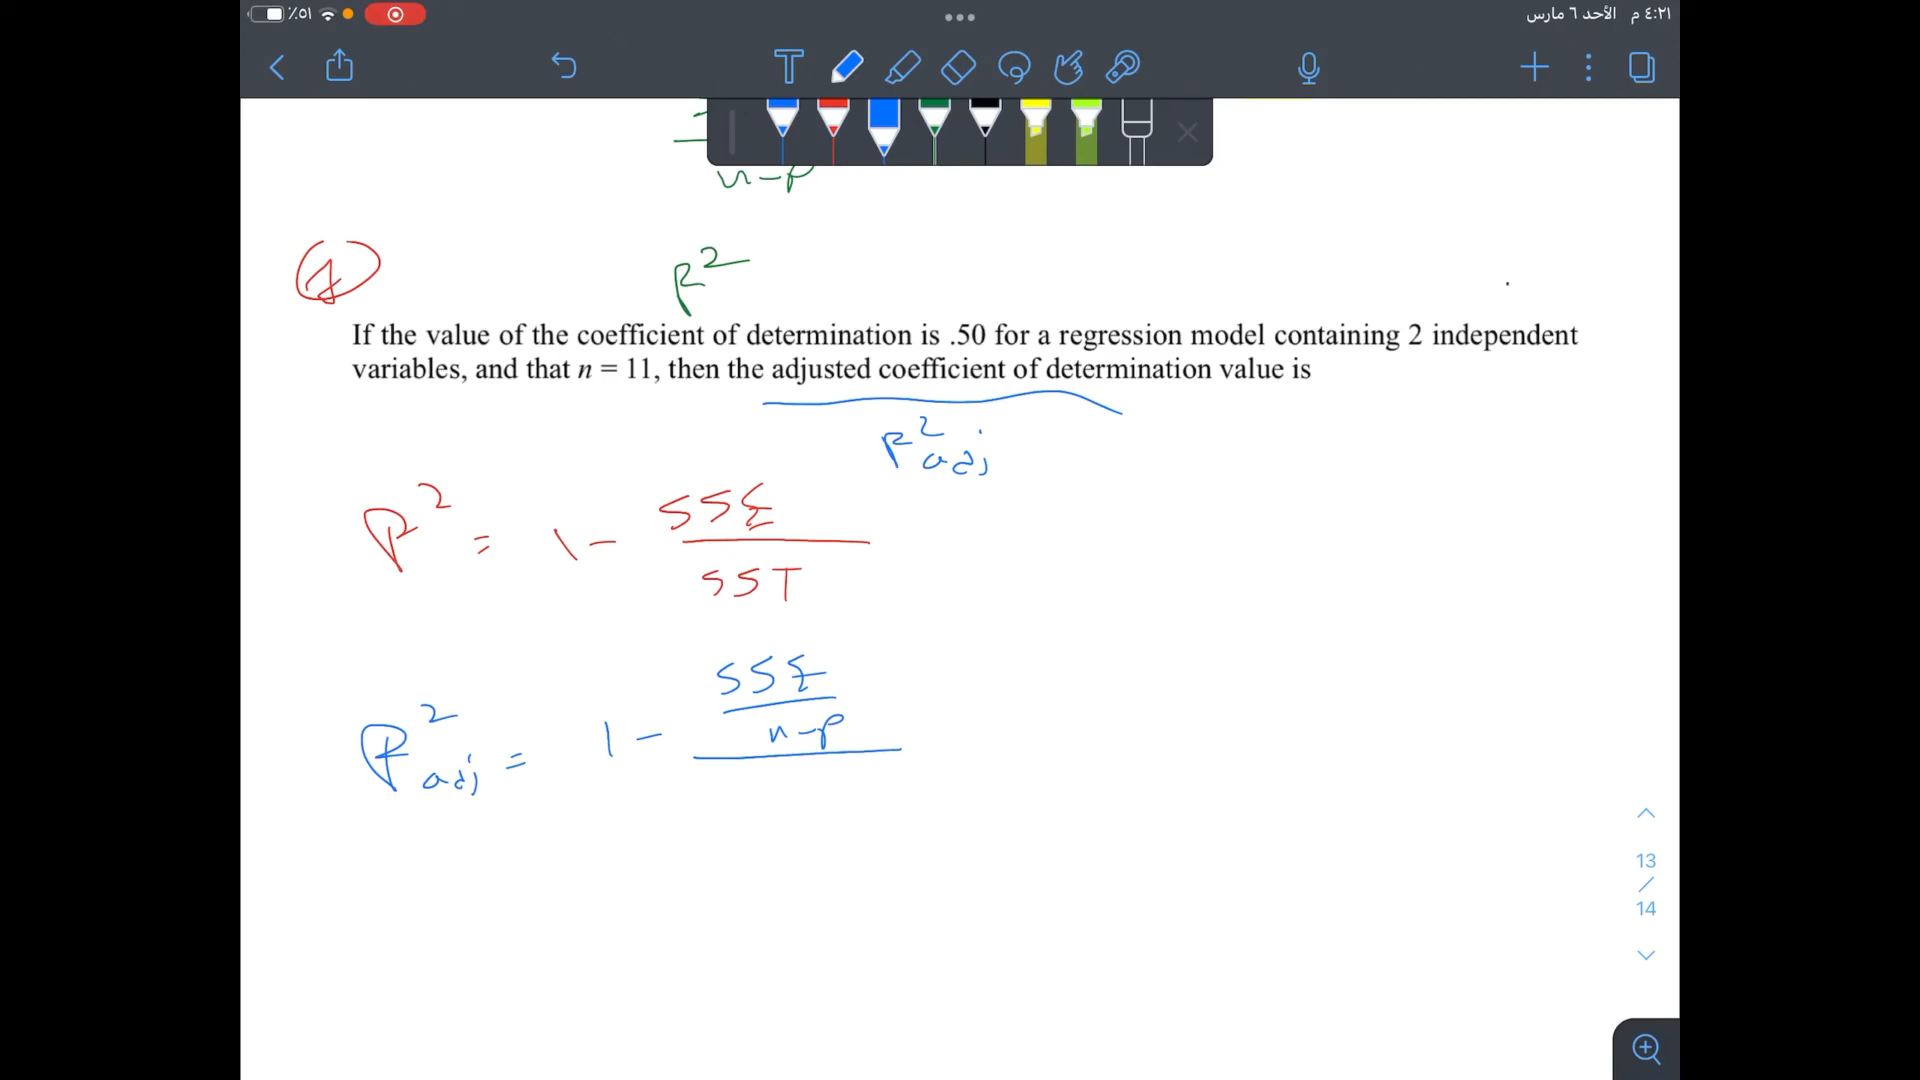 ٪٥١
٤:٢١ م الأحد ٦ مارس
n-p
R²
If the value of the coefficient of determination is .50 for a regression model containing 2 independent
variables, and that n = 11, then the adjusted coefficient of determination value is
R²adj
R² = 1 - SSE
SST
R²adj = 1 - SSE
n-p
13
/
14